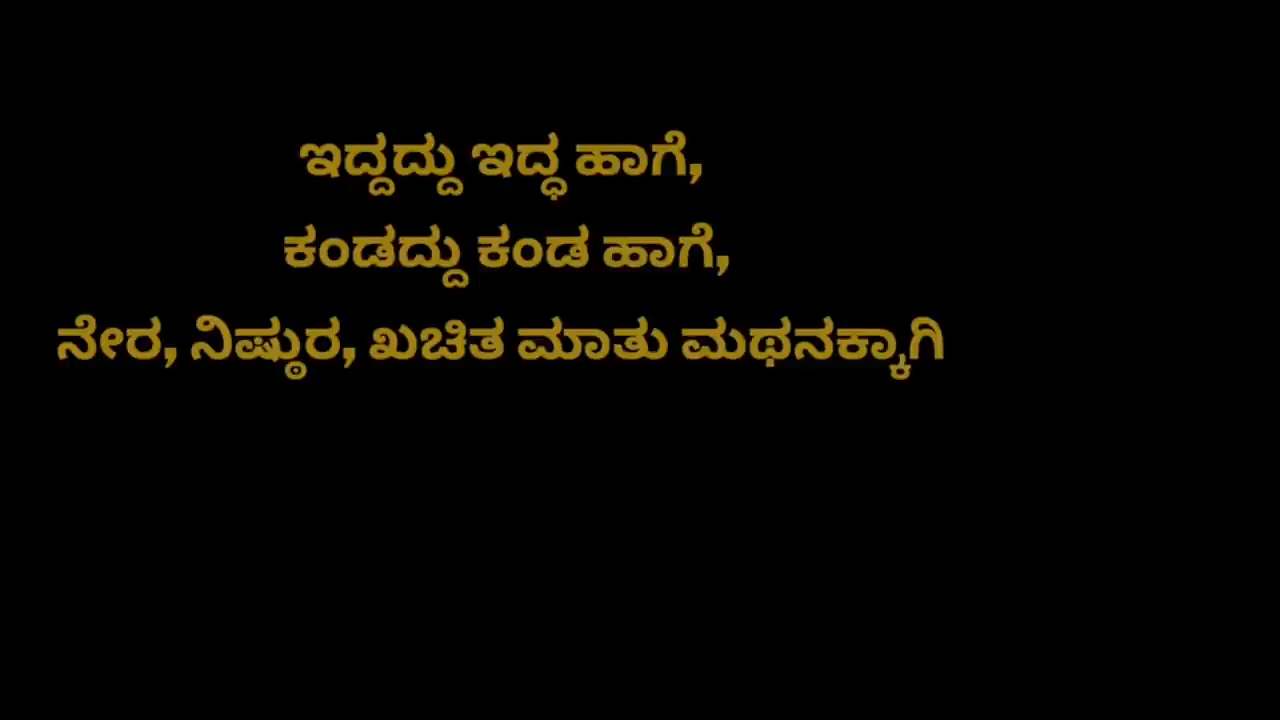 ಇದ್ದದ್ದು ಇದ್ಧ ಹಾಗೆ,
ಕಂಡದ್ದು ಕಂಡ ಹಾಗೆ,
ನೇರ, ನಿಷ್ಠುರ, ಖಚಿತ ಮಾತು ಮಥನಕ್ಕಾಗಿ